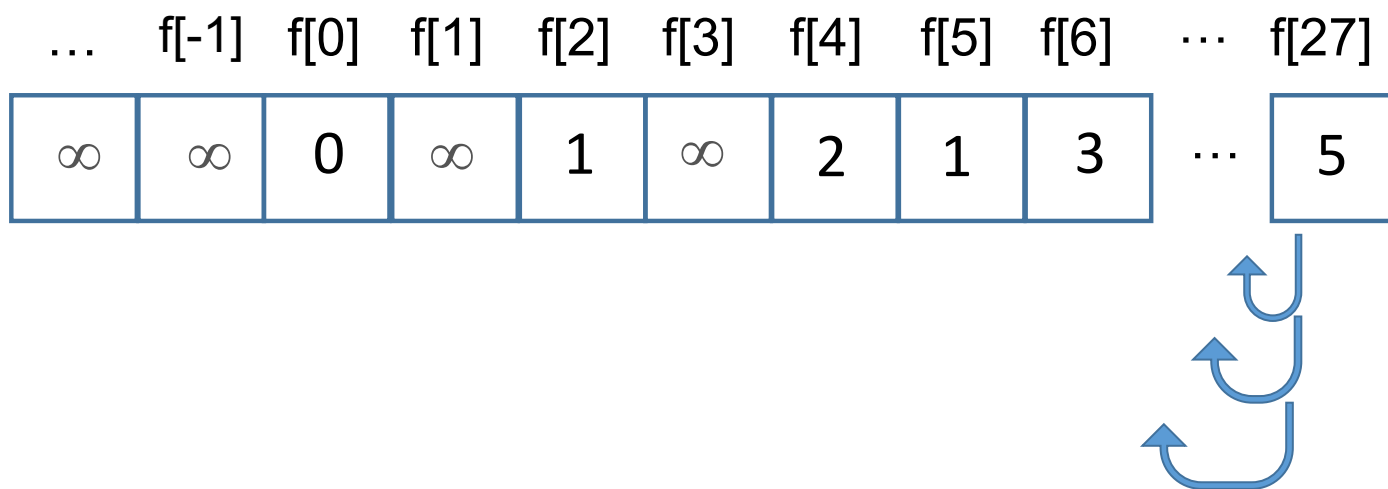 … f[-1] f[0] f[1] f[2] f[3] f[4] f[5] f[6] … f[27]
∞ ∞ 0 ∞ 1 ∞ 2 1 3 … 5